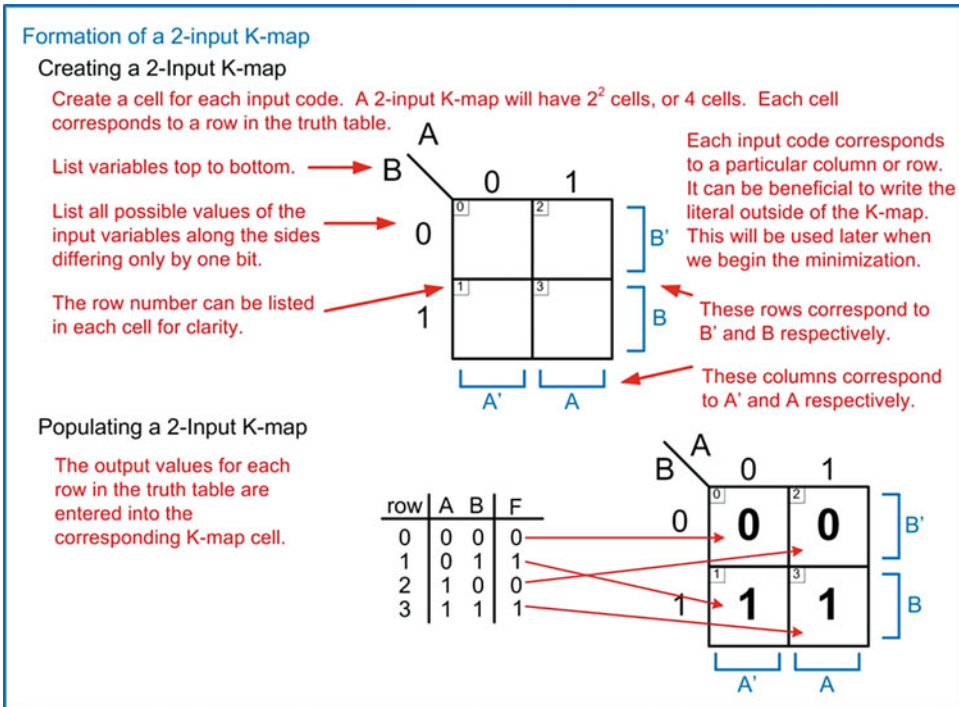 Formation of a 2-input K-map
Creating a 2-Input K-map
Create a cell for each input code. A 2-input K-map will have 2² cells, or 4 cells. Each cell
corresponds to a row in the truth table.
List variables top to bottom.
List all possible values of the
input variables along the sides
differing only by one bit.
The row number can be listed
in each cell for clarity.
A
B
0 1
0
1
0 2
1 3
B'
B
A' A
Each input code corresponds
to a particular column or row.
It can be beneficial to write the
literal outside of the K-map.
This will be used later when
we begin the minimization.
These rows correspond to
B' and B respectively.
These columns correspond
to A' and A respectively.
Populating a 2-Input K-map
The output values for each
row in the truth table are
entered into the
corresponding K-map cell.
row A B F
0 0 0 0
1 0 1 1
2 1 0 0
3 1 1 1
A
B
0 1
0
1
0 2
0 0
1 3
1 1
B'
B
A' A